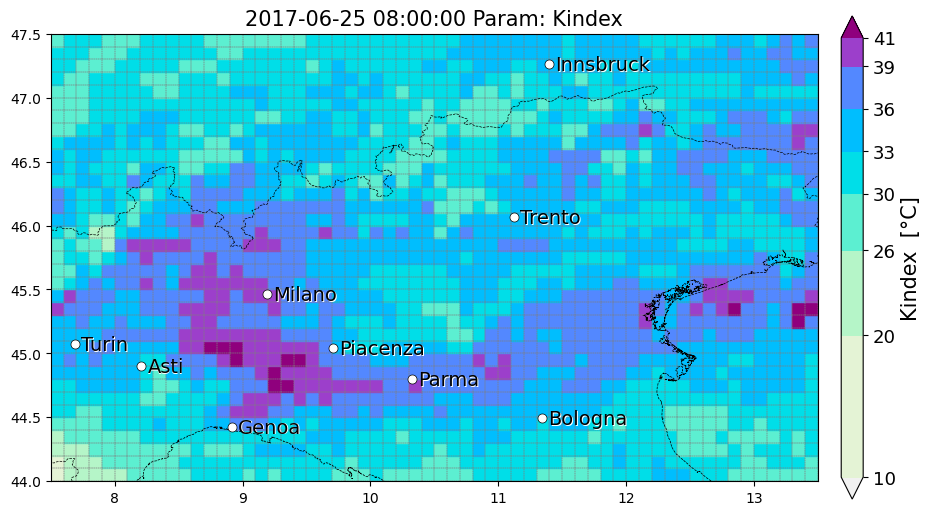 2017-06-25 08:00:00 Param: Kindex
47.5
47.0
46.5
46.0
45.5
45.0
44.5
44.0
8
9
10
11
12
13
Innsbruck
Trento
Milano
Turin
Piacenza
Asti
Parma
Genoa
Bologna
41
39
36
33
30
26
20
10
Kindex [°C]